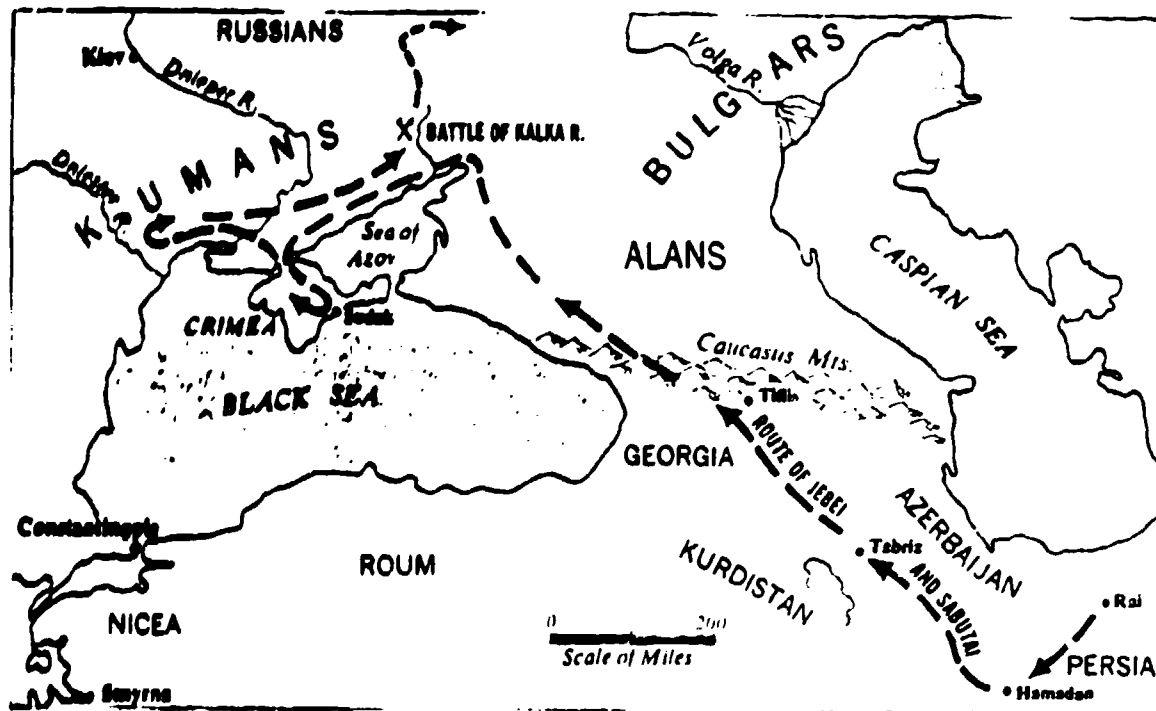 RUSSIANS
Kiev
Dnieper R.
Volga R.
BULGARS
X BATTLE OF KALKA R.
KUMANS
Dniester
Sea of
Azov
ALANS
CASPIAN SEA
CRIMEA
Sudak
Caucasus Mts.
BLACK SEA
Tiflis
GEORGIA
ROUTE OF JEBEI
AND SABUTAI
AZERBAIJAN
Constantinople
Tabriz
ROUM
KURDISTAN
NICEA
0 200
Scale of Miles
Rai
PERSIA
Hamadan
Smyrna